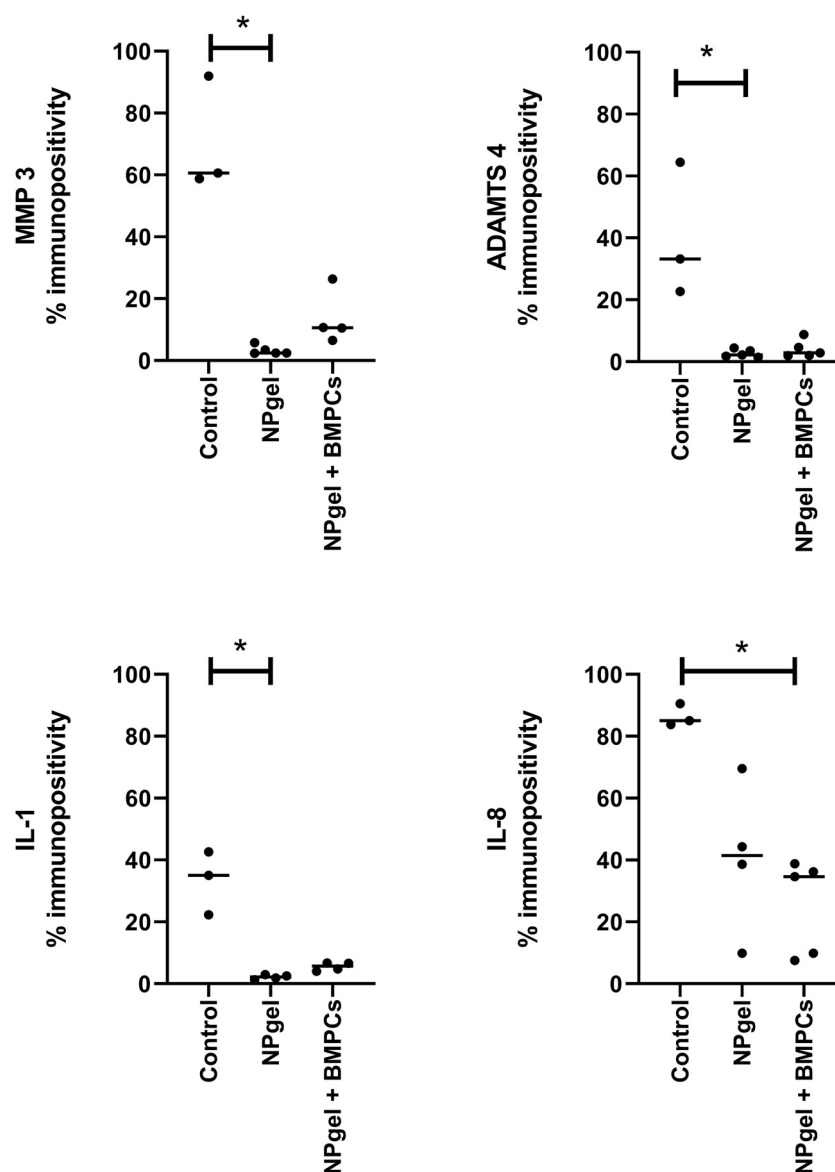 *
100
80
60
40
20
0
MMP 3
% immunopositivity
Control
NPgel
NPgel + BMPCs
*
100
80
60
40
20
0
ADAMTS 4
% immunopositivity
Control
NPgel
NPgel + BMPCs
*
100
80
60
40
20
0
IL-1
% immunopositivity
Control
NPgel
NPgel + BMPCs
*
100
80
60
40
20
0
IL-8
% immunopositivity
Control
NPgel
NPgel + BMPCs